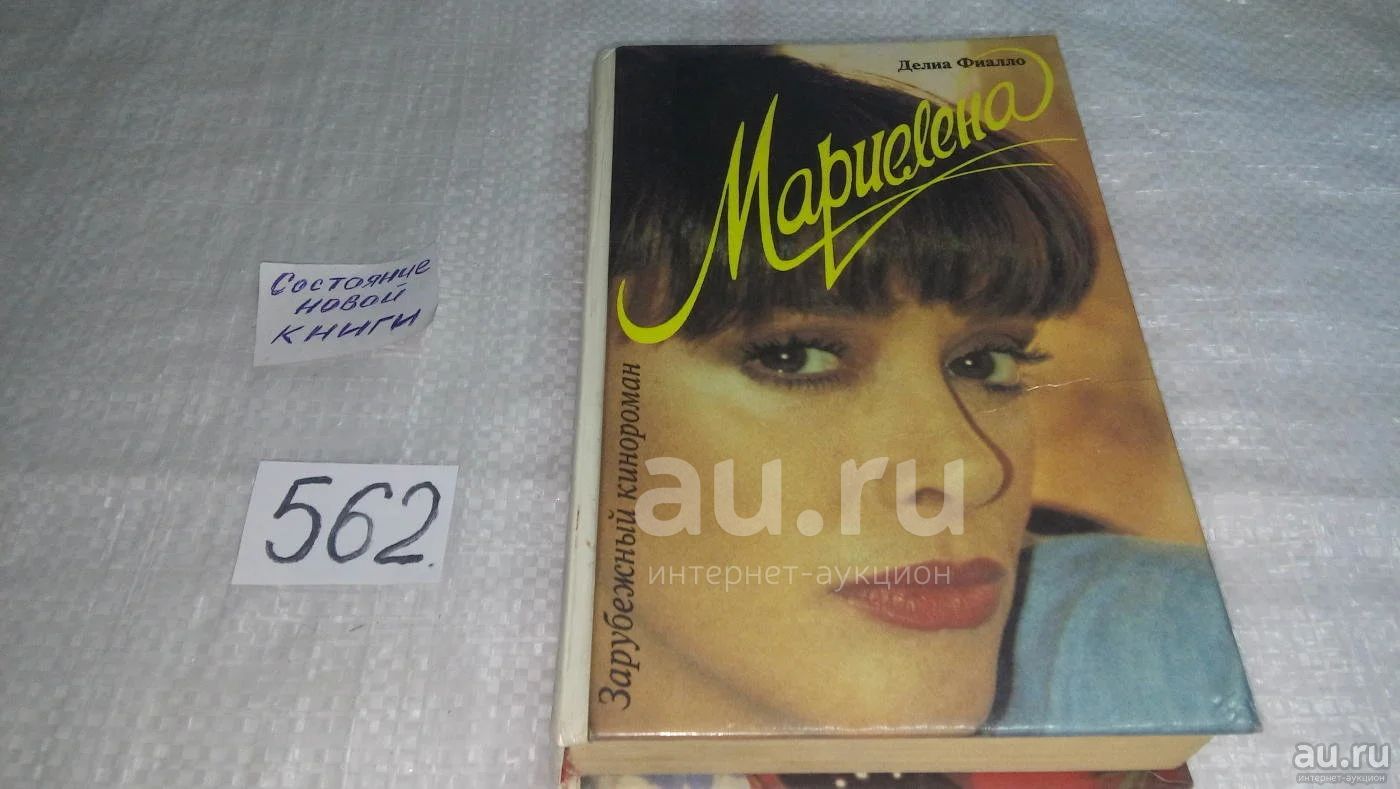 Делиа Фиалло
Мариелена
Зарубежный кинороман
Состояние
новой
книги
562.
au.ru
интернет-аукцион
au.ru
интернет-аукцион